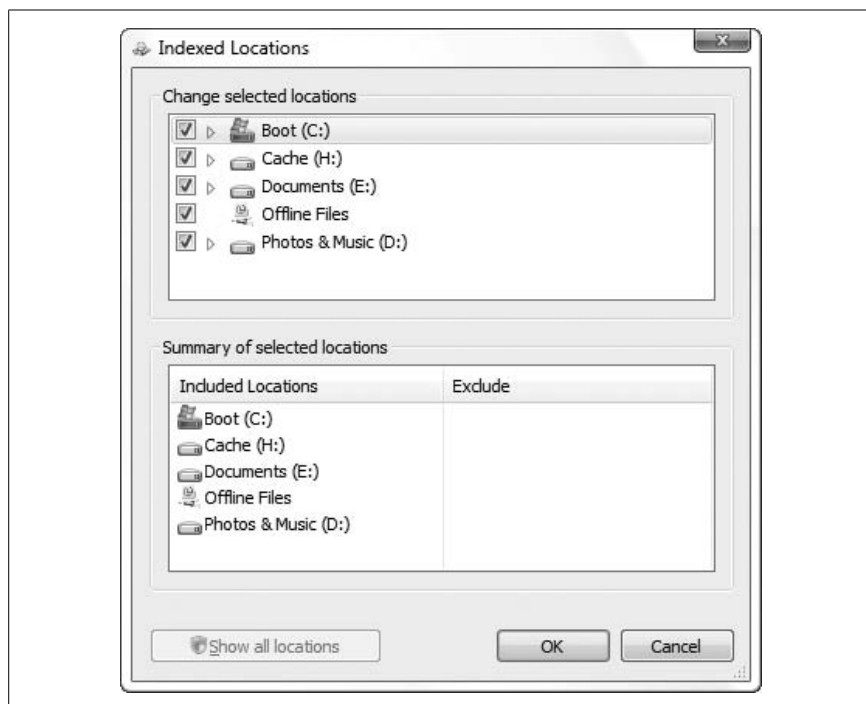 Indexed Locations
Change selected locations
Boot (C:)
Cache (H:)
Documents (E:)
Offline Files
Photos & Music (D:)
Summary of selected locations
Included Locations Exclude
Boot (C:)
Cache (H:)
Documents (E:)
Offline Files
Photos & Music (D:)
Show all locations OK Cancel